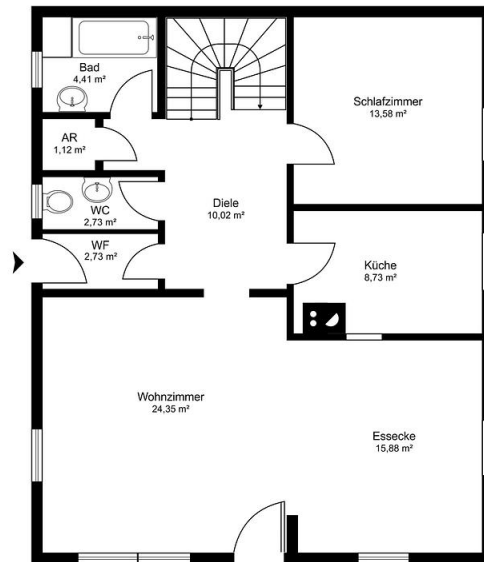 Bad
4,41 m²
Schlafzimmer
13,58 m²
AR
1,12 m²
WC
2,73 m²
Diele
10,02 m²
WF
2,73 m²
Küche
8,73 m²
Wohnzimmer
24,35 m²
Essecke
15,88 m²